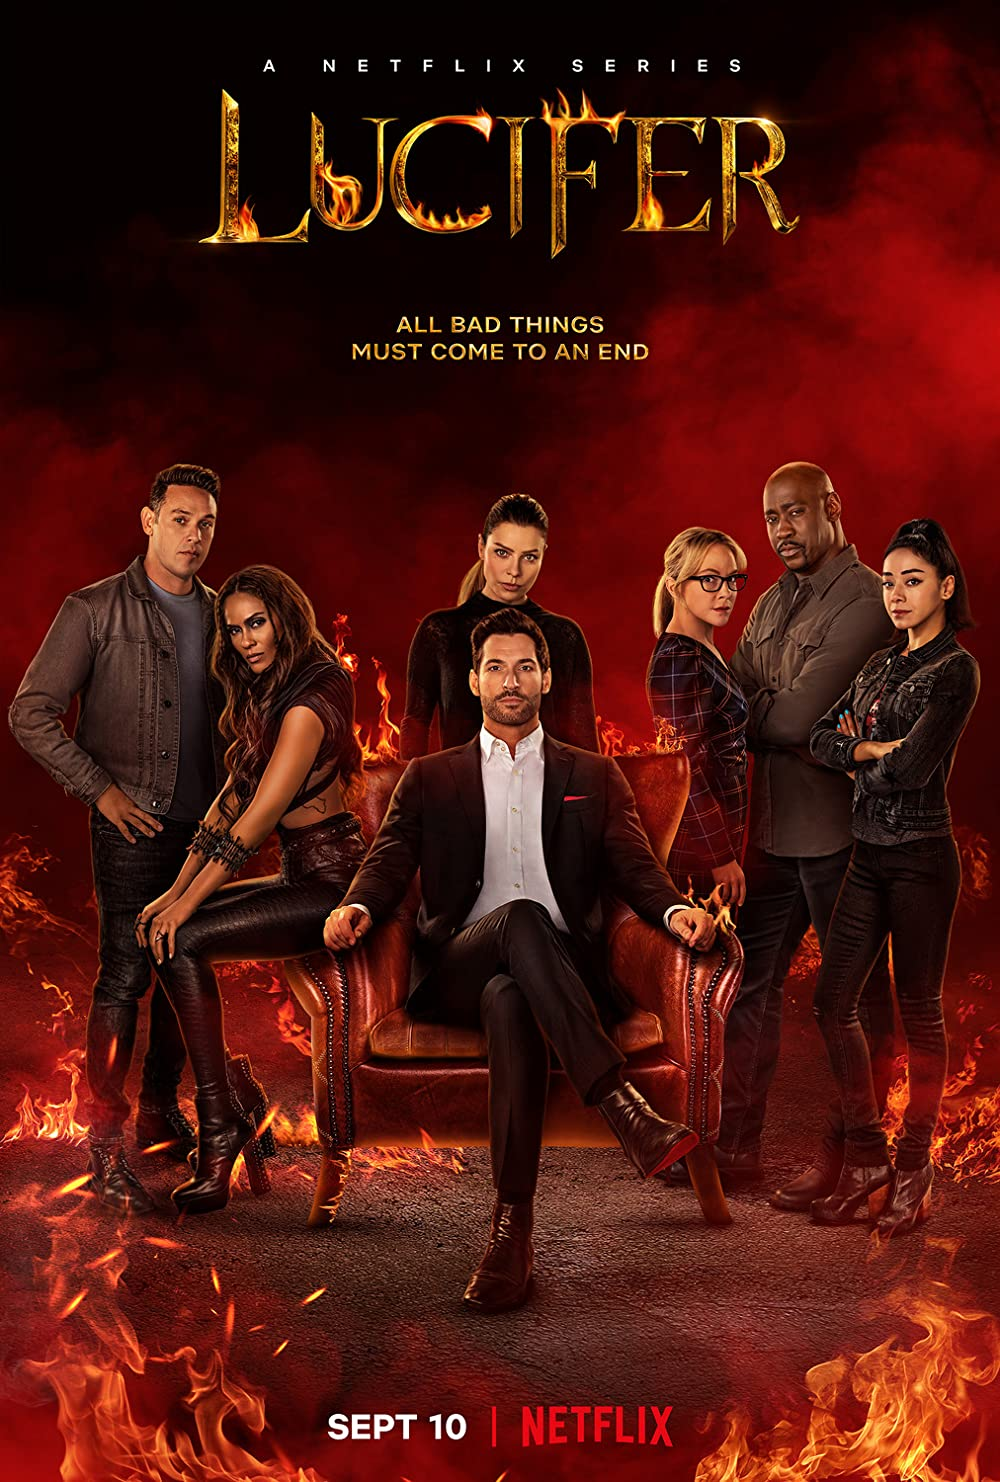 A NETFLIX SERIES
LUCIFER
ALL BAD THINGS
MUST COME TO AN END
SEPT 10 | NETFLIX